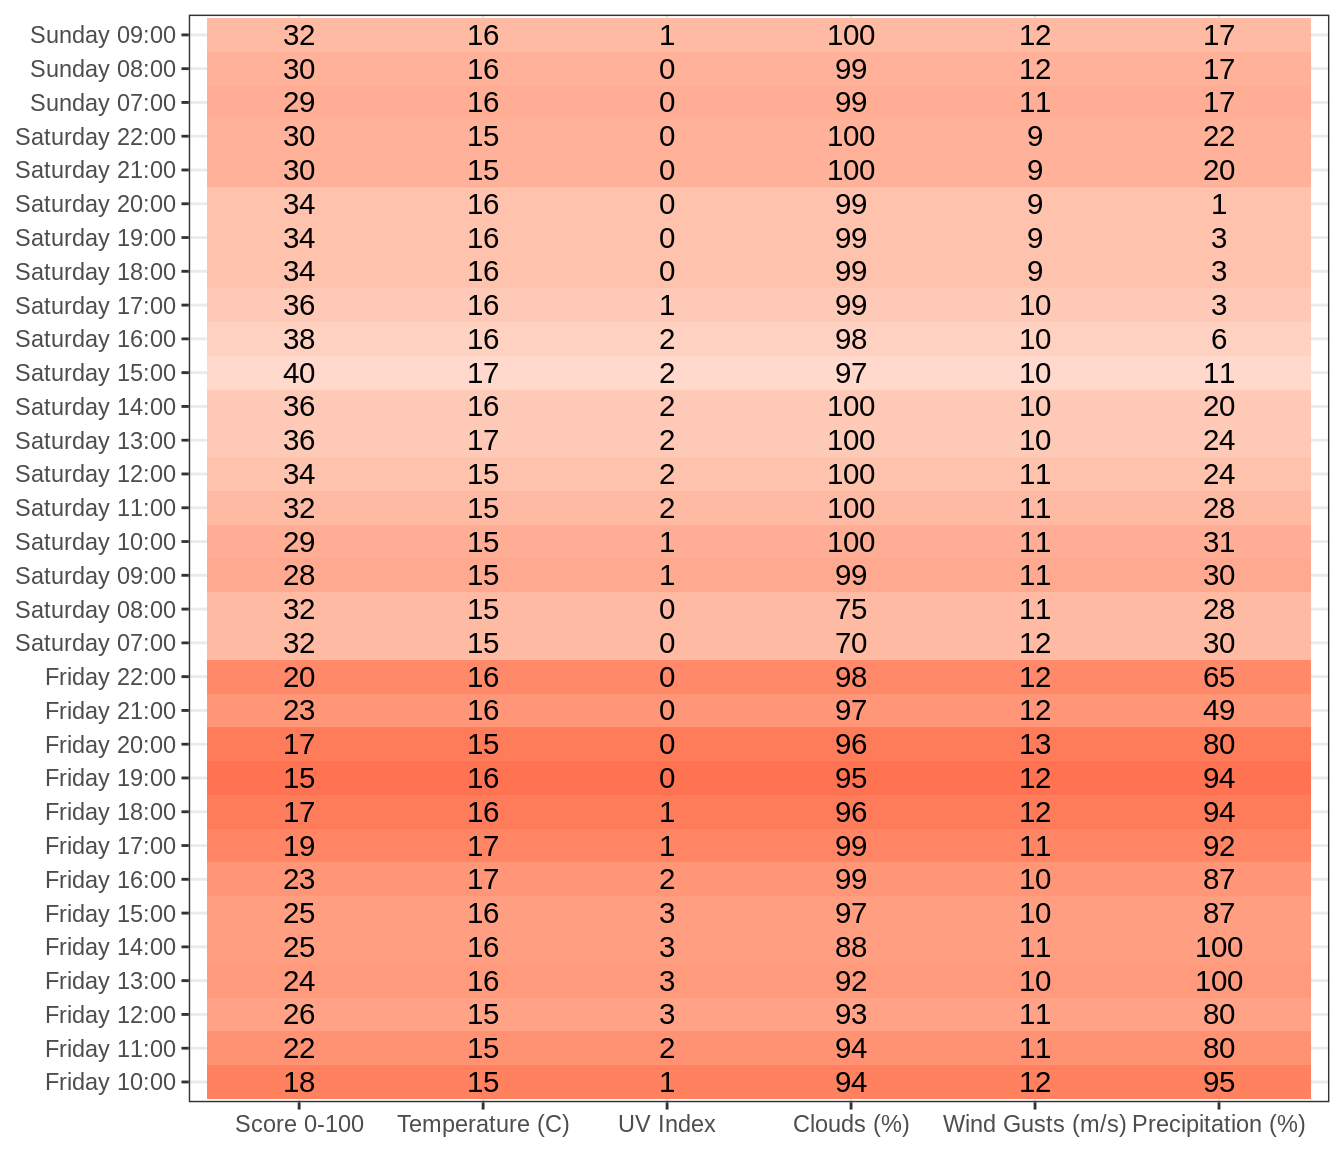 Sunday 09:00 32 16 1 100 12 17
Sunday 08:00 30 16 0 99 12 17
Sunday 07:00 29 16 0 99 11 17
Saturday 22:00 30 15 0 100 9 22
Saturday 21:00 30 15 0 100 9 20
Saturday 20:00 34 16 0 99 9 1
Saturday 19:00 34 16 0 99 9 3
Saturday 18:00 34 16 0 99 9 3
Saturday 17:00 36 16 1 99 10 3
Saturday 16:00 38 16 2 98 10 6
Saturday 15:00 40 17 2 97 10 11
Saturday 14:00 36 16 2 100 10 20
Saturday 13:00 36 17 2 100 10 24
Saturday 12:00 34 15 2 100 11 24
Saturday 11:00 32 15 2 100 11 28
Saturday 10:00 29 15 1 100 11 31
Saturday 09:00 28 15 1 99 11 30
Saturday 08:00 32 15 0 75 11 28
Saturday 07:00 32 15 0 70 12 30
Friday 22:00 20 16 0 98 12 65
Friday 21:00 23 16 0 97 12 49
Friday 20:00 17 15 0 96 13 80
Friday 19:00 15 16 0 95 12 94
Friday 18:00 17 16 1 96 12 94
Friday 17:00 19 17 1 99 11 92
Friday 16:00 23 17 2 99 10 87
Friday 15:00 25 16 3 97 10 87
Friday 14:00 25 16 3 88 11 100
Friday 13:00 24 16 3 92 10 100
Friday 12:00 26 15 3 93 11 80
Friday 11:00 22 15 2 94 11 80
Friday 10:00 18 15 1 94 12 95
Score 0-100 Temperature (C) UV Index Clouds (%) Wind Gusts (m/s) Precipitation (%)